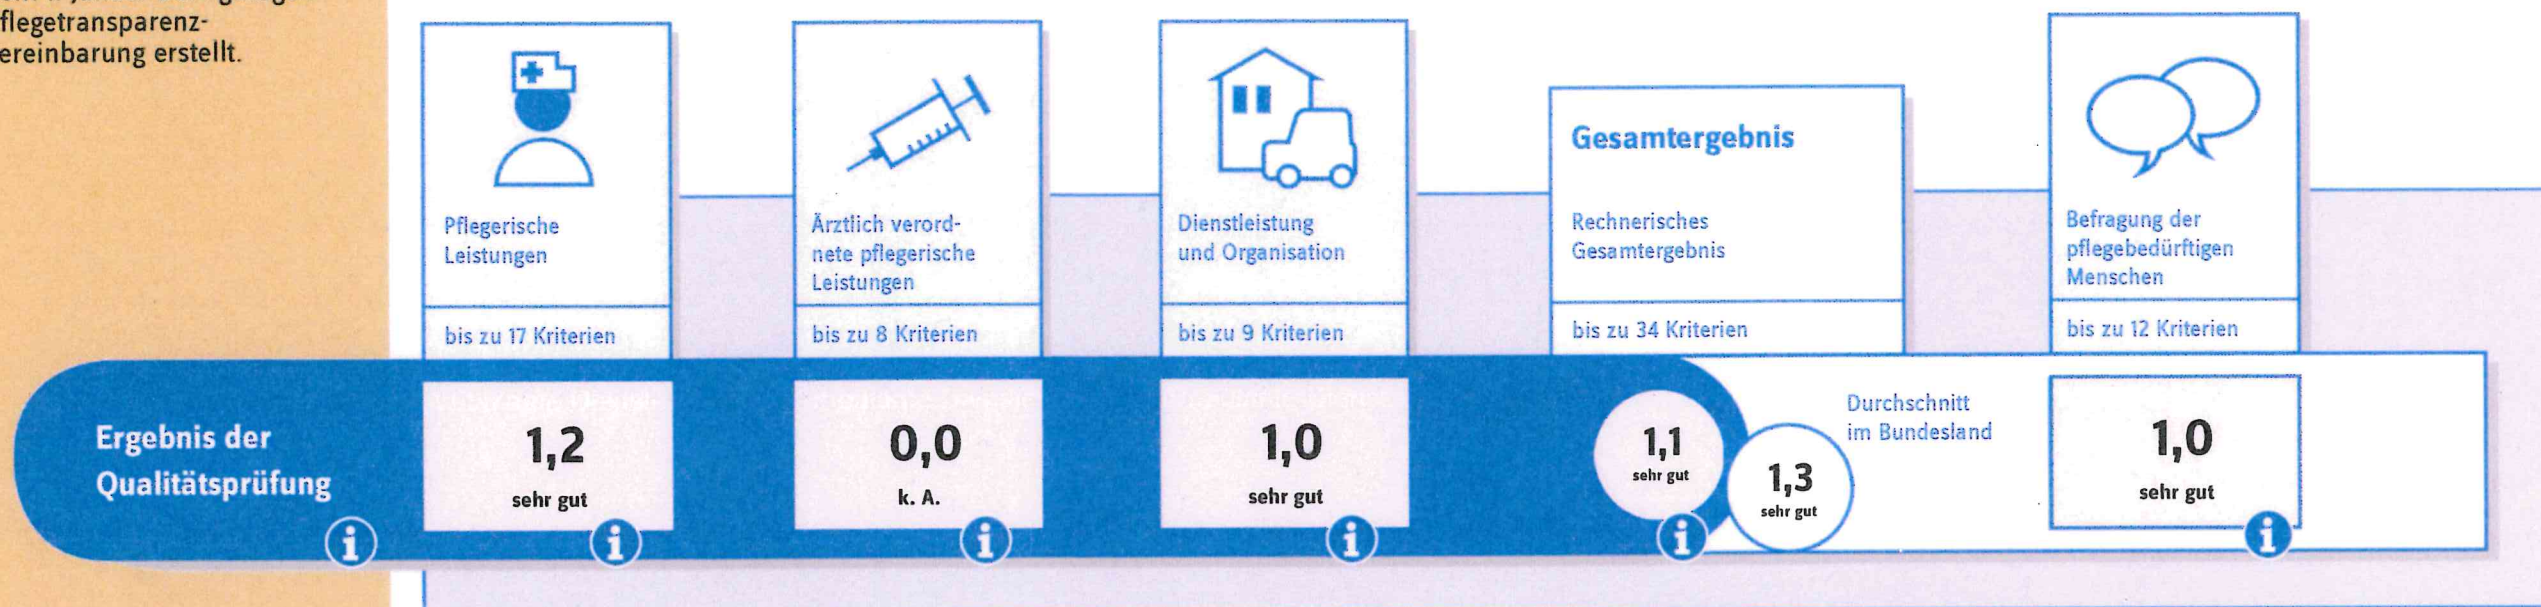 flegetransparenz-
ereinbarung erstellt.
Pflegerische
Leistungen
bis zu 17 Kriterien
Ärztlich verord-
nete pflegerische
Leistungen
bis zu 8 Kriterien
Dienstleistung
und Organisation
bis zu 9 Kriterien
Gesamtergebnis
Rechnerisches
Gesamtergebnis
bis zu 34 Kriterien
Befragung der
pflegebedürftigen
Menschen
bis zu 12 Kriterien
Ergebnis der
Qualitätsprüfung
i
1,2
sehr gut
i
0,0
k. A.
i
1,0
sehr gut
i
1,1
sehr gut
i
1,3
sehr gut
Durchschnitt
im Bundesland
1,0
sehr gut
i